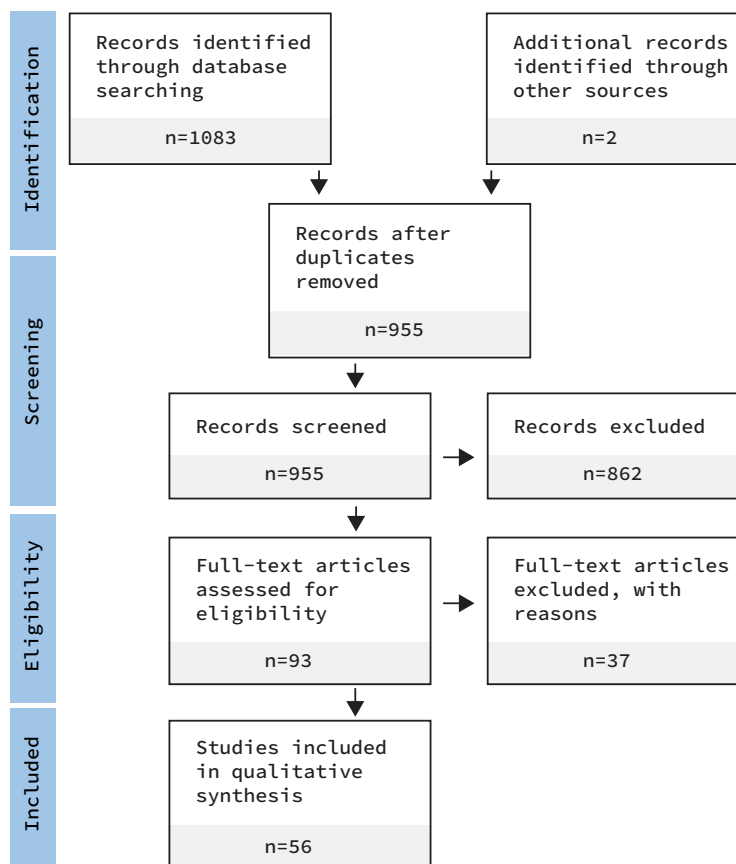 Identification
Records identified
through database
searching
n=1083
Additional records
identified through
other sources
n=2
Records after
duplicates
removed
n=955
Screening
Records screened
n=955
Records excluded
n=862
Eligibility
Full-text articles
assessed for
eligibility
n=93
Full-text articles
excluded, with
reasons
n=37
Included
Studies included
in qualitative
synthesis
n=56